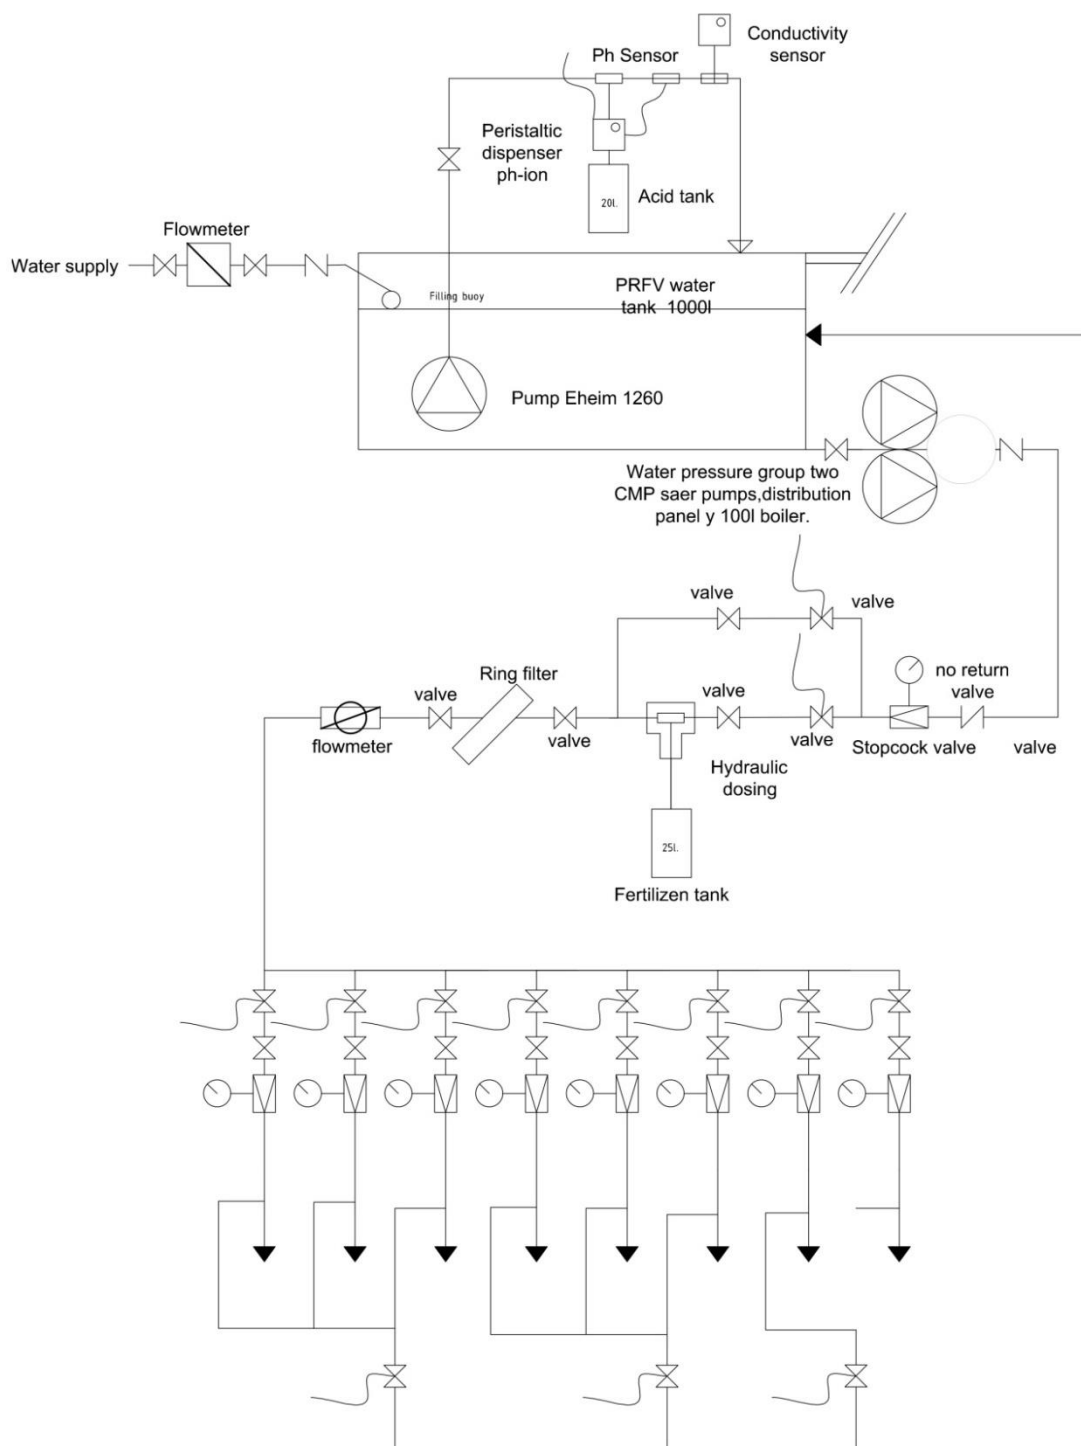 Conductivity
sensor
Ph Sensor
Peristaltic
dispenser
ph-ion
20l.
Acid tank
Flowmeter
Water supply
Filling buoy
PRFV water
tank 1000l
Pump Eheim 1260
Water pressure group two
CMP saer pumps,distribution
panel y 100l boiler.
valve
valve
Ring filter
no return
valve
valve
valve
flowmeter
valve
valve
Stopcock valve
valve
Hydraulic
dosing
25l.
Fertilizen tank